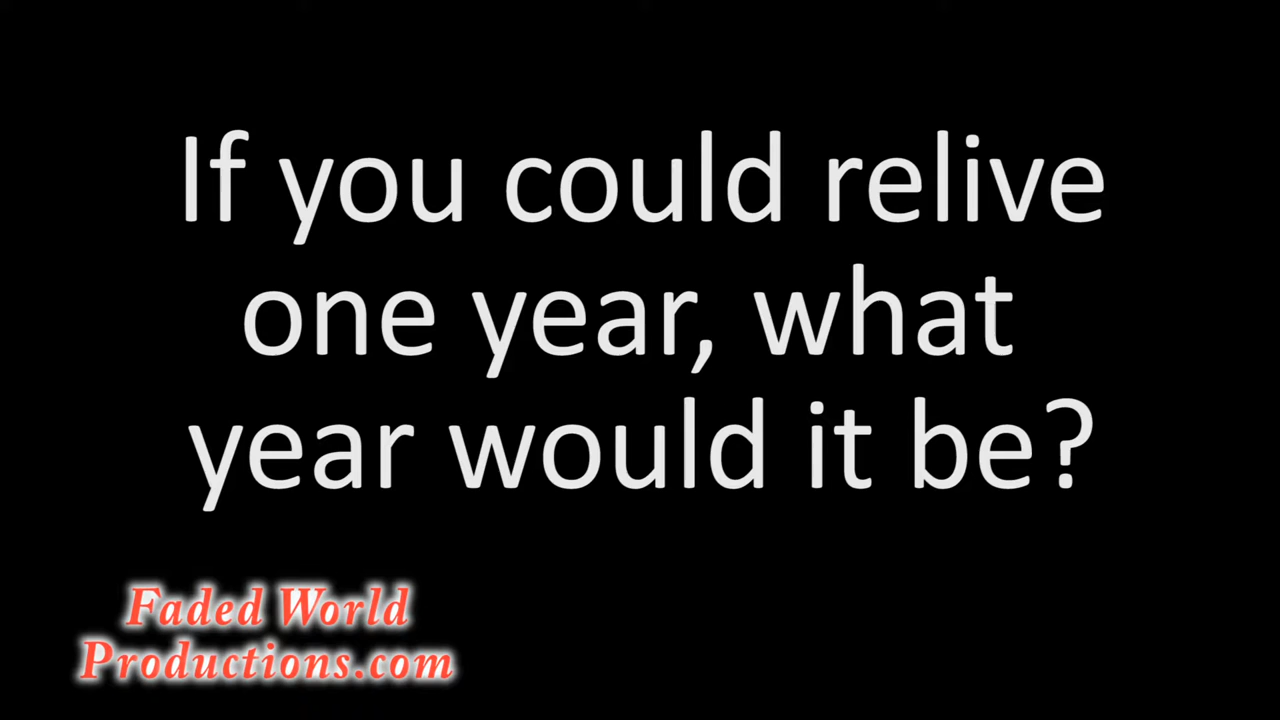 If you could relive
one year, what
year would it be?
Faded World
Productions.com